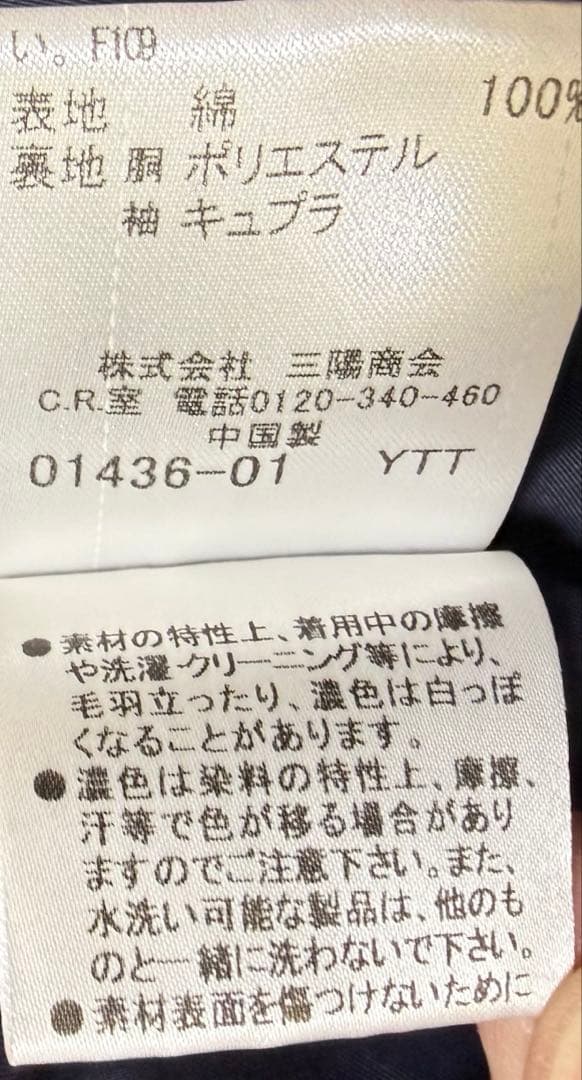 い。F109
表地 綿 100%
裏地 胴 ポリエステル
袖 キュプラ
株式会社 三陽商会
C.R.室 電話0120-340-460
中国製
01436-01 YTT
●素材の特性上、着用中の摩擦
や洗濯・クリーニング等により、
毛羽立ったり、濃色は白っぽ
くなることがあります。
●濃色は染料の特性上、摩擦、
汗等で色が移る場合があり
ますのでご注意下さい。また、
水洗い可能な製品は、他のも
のと一緒に洗わないで下さい。
●素材表面を傷つけないために